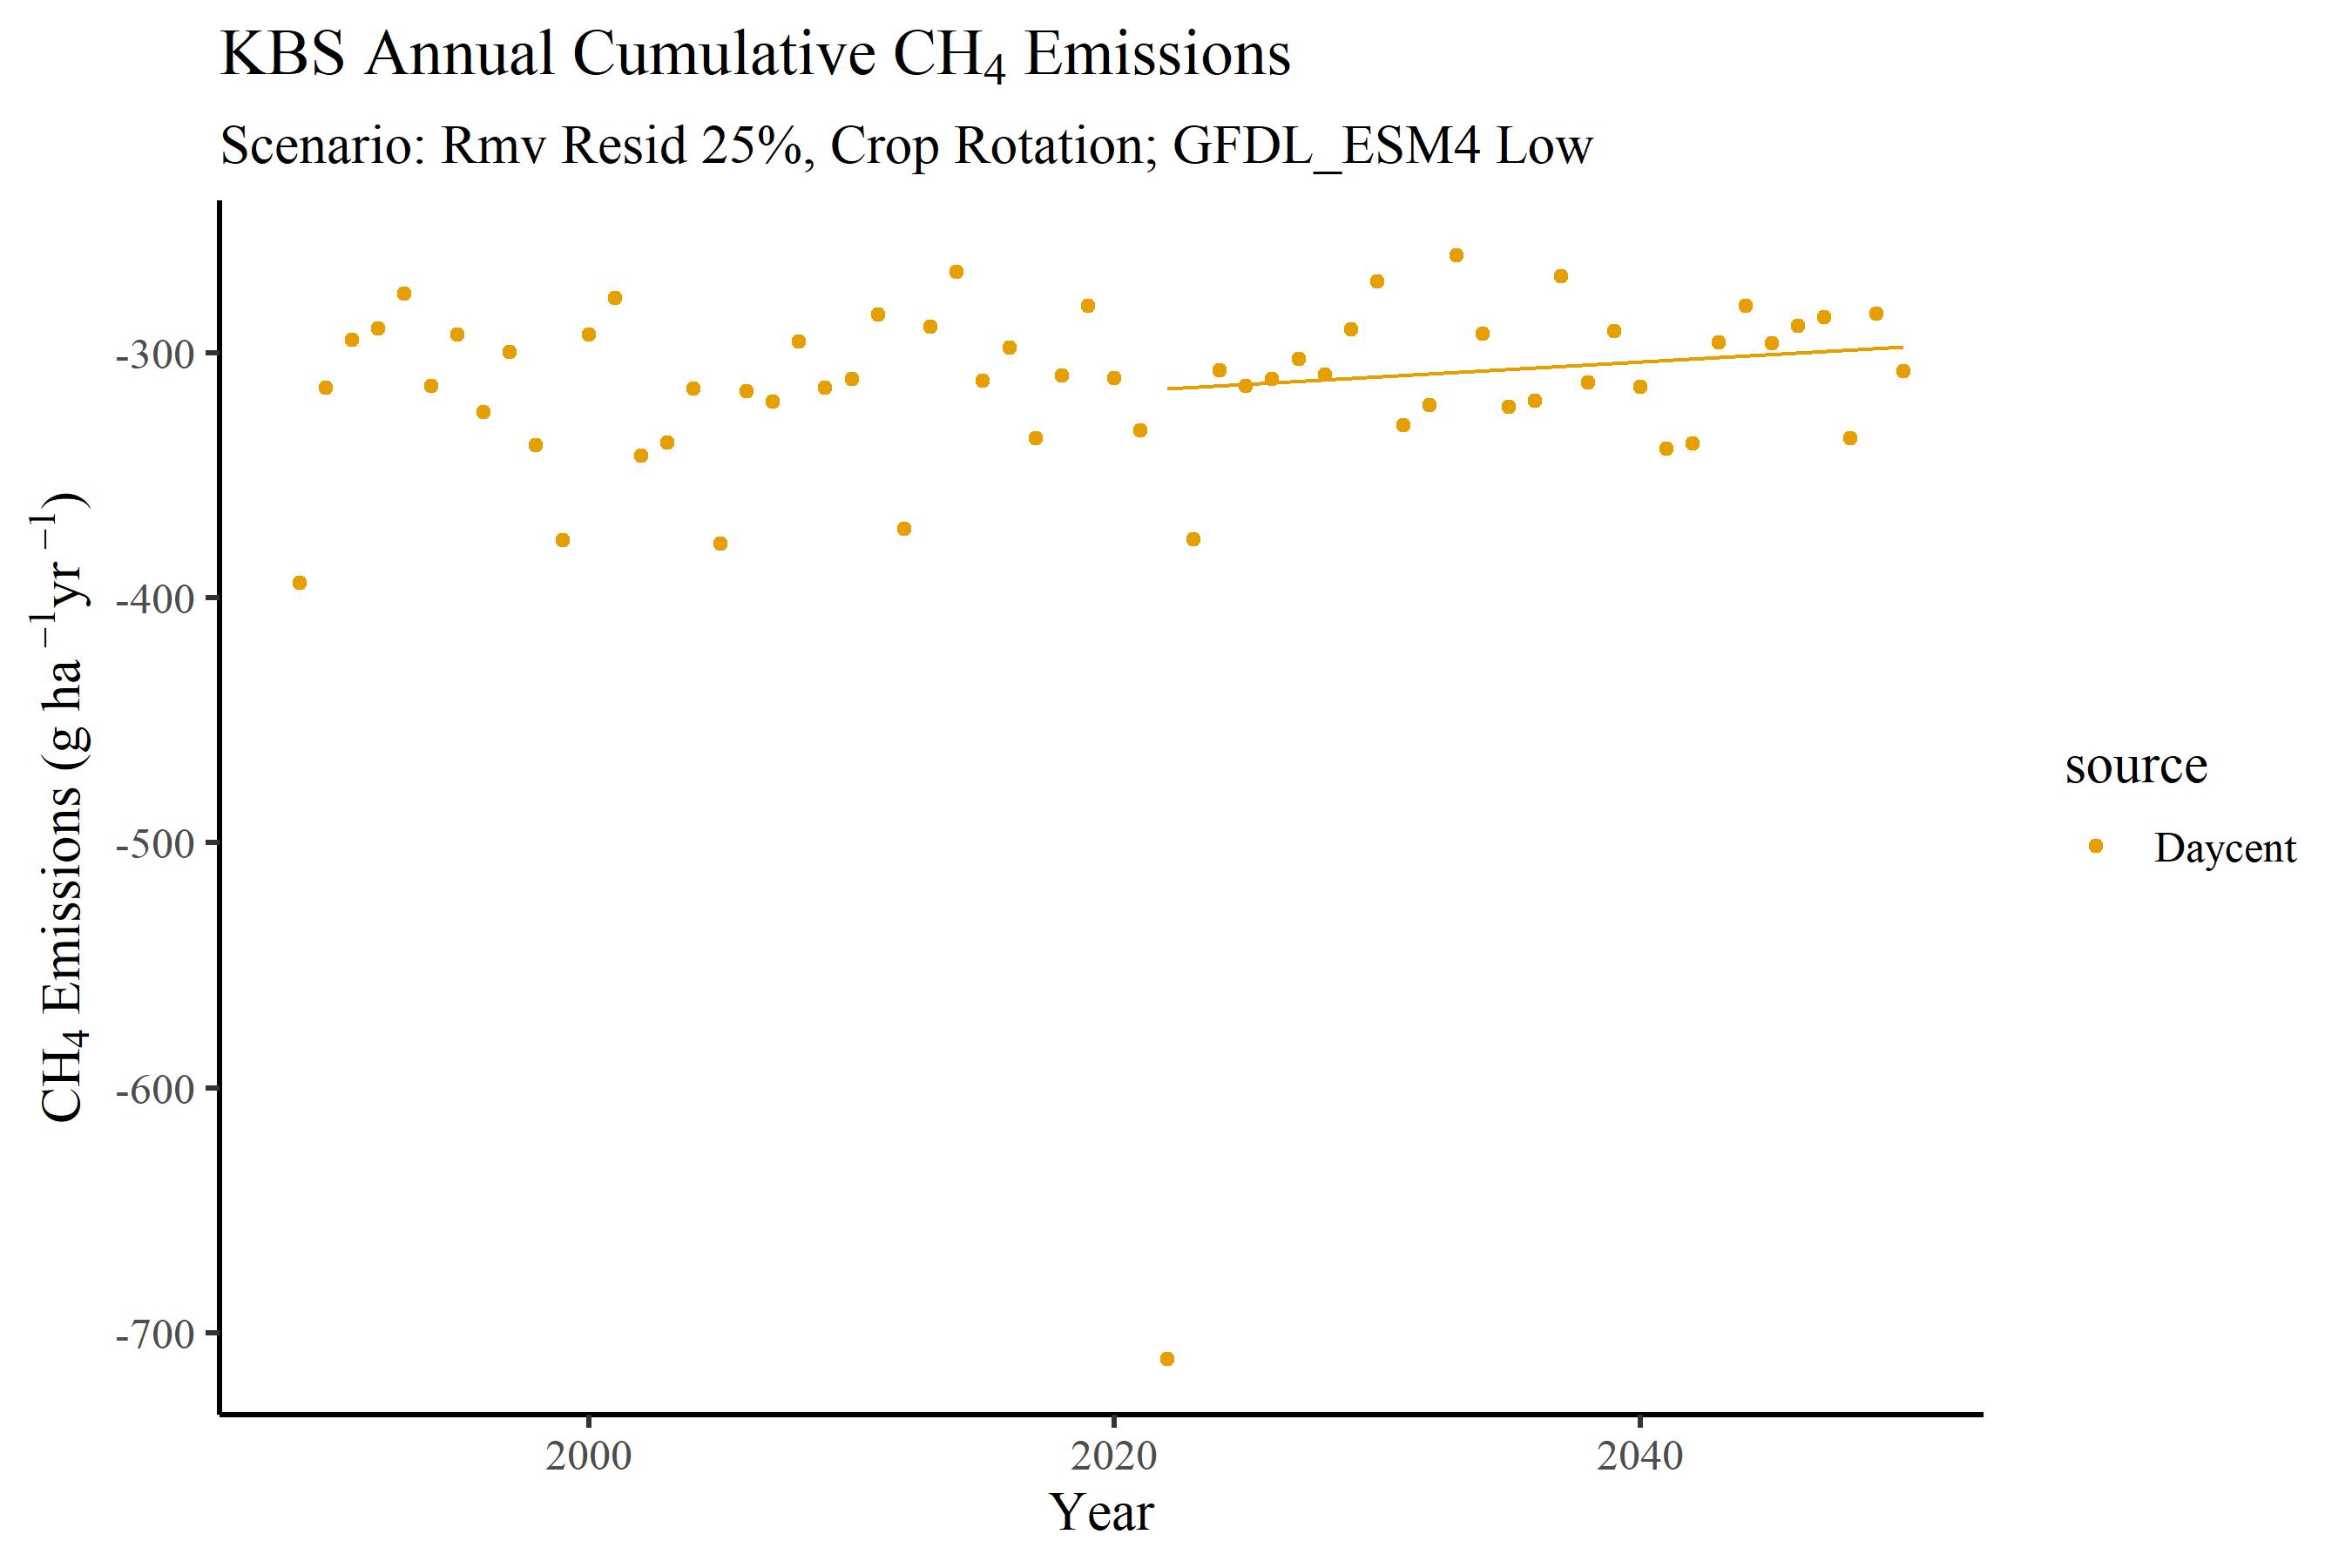 KBS Annual Cumulative CH₄ Emissions
Scenario: Rmv Resid 25%, Crop Rotation; GFDL_ESM4 Low
CH₄ Emissions (g ha ⁻¹yr ⁻¹)
-300
-400
-500
-600
-700
2000 2020 2040
Year
source
Daycent